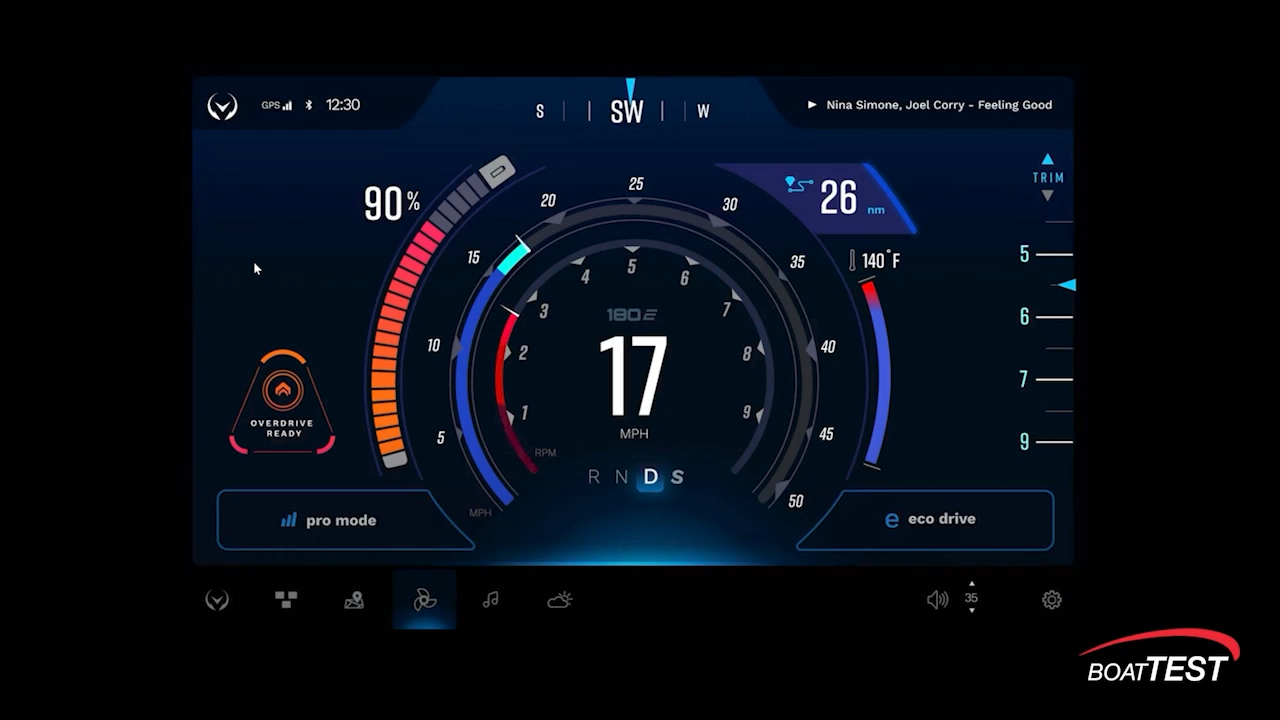 GPS 12:30
S SW W
Nina Simone, Joel Corry - Feeling Good
TRIM
90%
26 nm
140°F
5
6
7
9
5
10
15
20
25
30
35
40
45
50
MPH
1
2
3
4
5
6
7
8
9
RPM
180E
17
MPH
R N D S
OVERDRIVE
READY
pro mode
e eco drive
35
BOATTEST